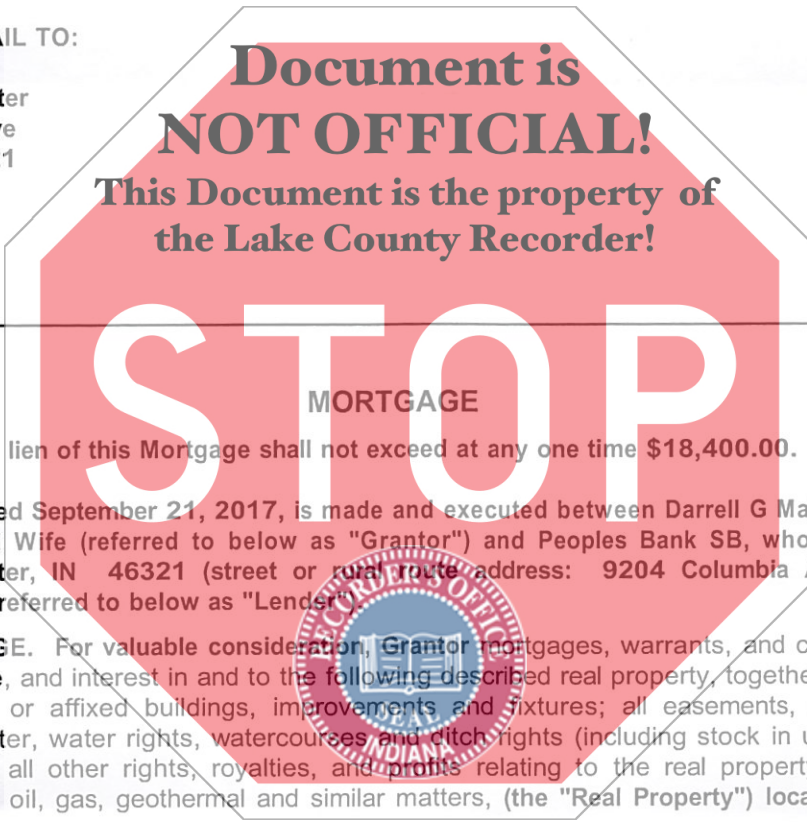 AIL TO:
ter
ve
21
Document is
NOT OFFICIAL!
This Document is the property of
the Lake County Recorder!
STOP
MORTGAGE
lien of this Mortgage shall not exceed at any one time $18,400.00.
ed September 21, 2017, is made and executed between Darrell G Ma
Wife (referred to below as "Grantor") and Peoples Bank SB, who
ter, IN 46321 (street or rural route address: 9204 Columbia A
referred to below as "Lender").
GE. For valuable consideration, Grantor mortgages, warrants, and c
e, and interest in and to the following described real property, togethe
or affixed buildings, improvements and fixtures; all easements,
ter, water rights, watercourses and ditch rights (including stock in u
all other rights, royalties, and profits relating to the real property
oil, gas, geothermal and similar matters, (the "Real Property") loca
RECORDER'S OFFICE
SEAL
INDIANA